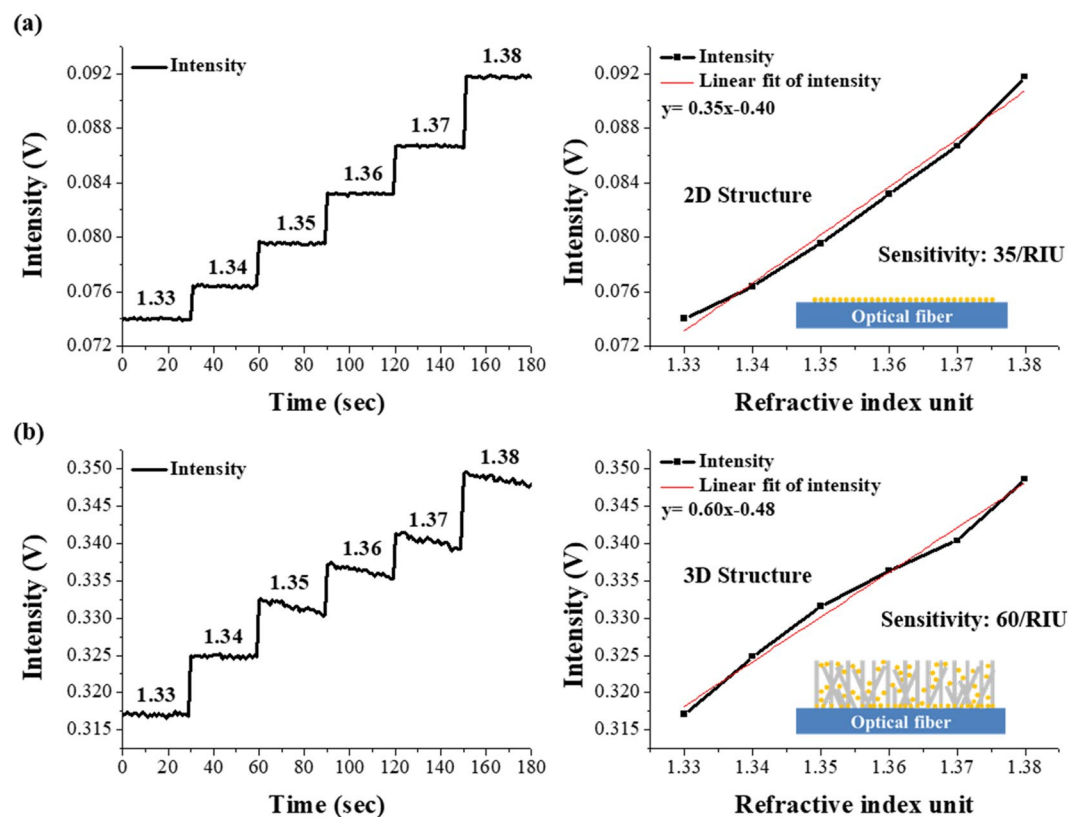 (a)
Intensity
1.33
1.34
1.35
1.36
1.37
1.38
0.092
0.088
0.084
0.080
0.076
0.072
Intensity (V)
0 20 40 60 80 100 120 140 160 180
Time (sec)
Intensity
Linear fit of intensity
y= 0.35x-0.40
2D Structure
Sensitivity: 35/RIU
Optical fiber
0.092
0.088
0.084
0.080
0.076
0.072
Intensity (V)
1.33 1.34 1.35 1.36 1.37 1.38
Refractive index unit
(b)
Intensity
1.33
1.34
1.35
1.36
1.37
1.38
0.350
0.345
0.340
0.335
0.330
0.325
0.320
0.315
Intensity (V)
0 20 40 60 80 100 120 140 160 180
Time (sec)
Intensity
Linear fit of intensity
y= 0.60x-0.48
3D Structure
Sensitivity: 60/RIU
Optical fiber
0.350
0.345
0.340
0.335
0.330
0.325
0.320
0.315
Intensity (V)
1.33 1.34 1.35 1.36 1.37 1.38
Refractive index unit